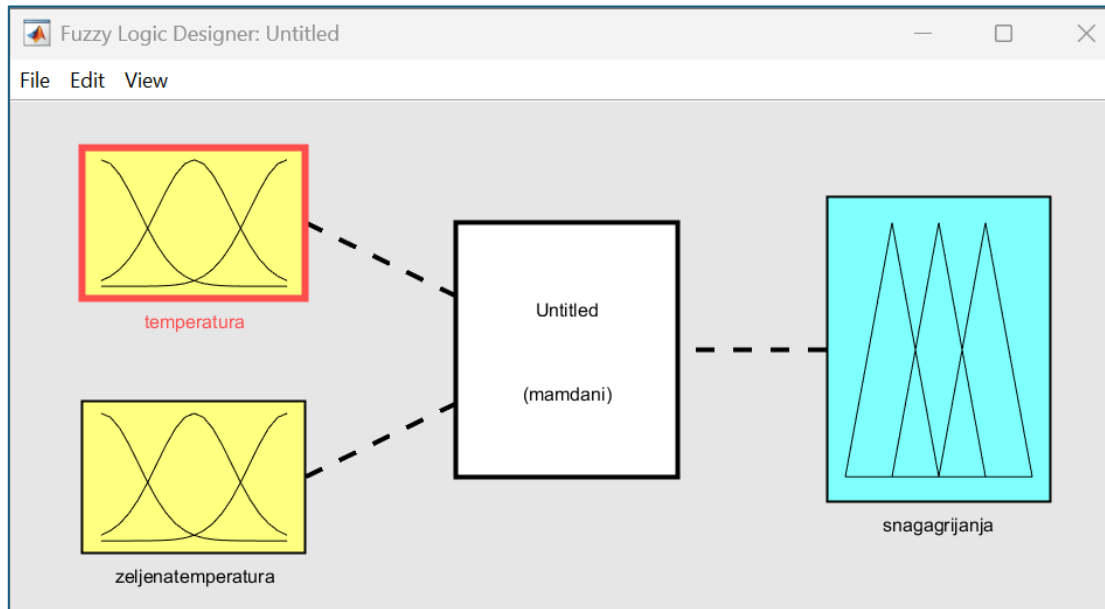 Fuzzy Logic Designer: Untitled
File Edit View
temperatura
zeljenatemperatura
Untitled
(mamdani)
snagagrijanja